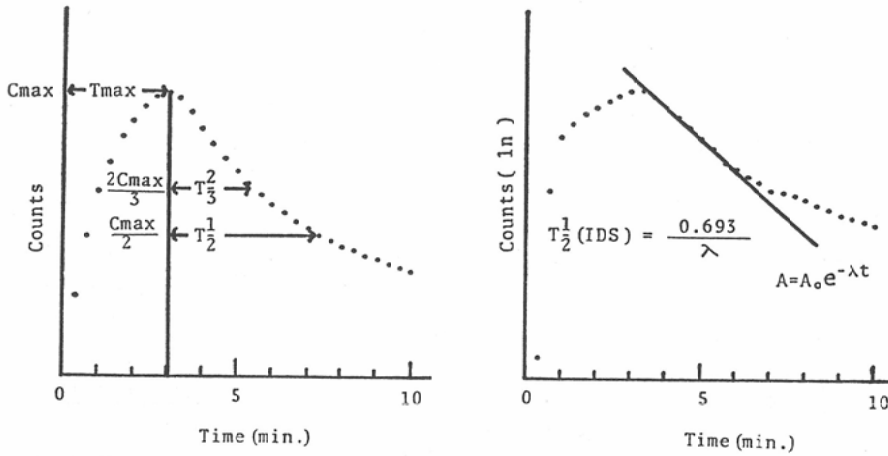 Cmax Tmax
2Cmax/3 T2/3
Cmax/2 T1/2
Counts
0 5 10
Time (min.)
Counts( ln )
T1/2(IDS) = 0.693/λ
A=A₀e^-λt
0 5 10
Time (min.)